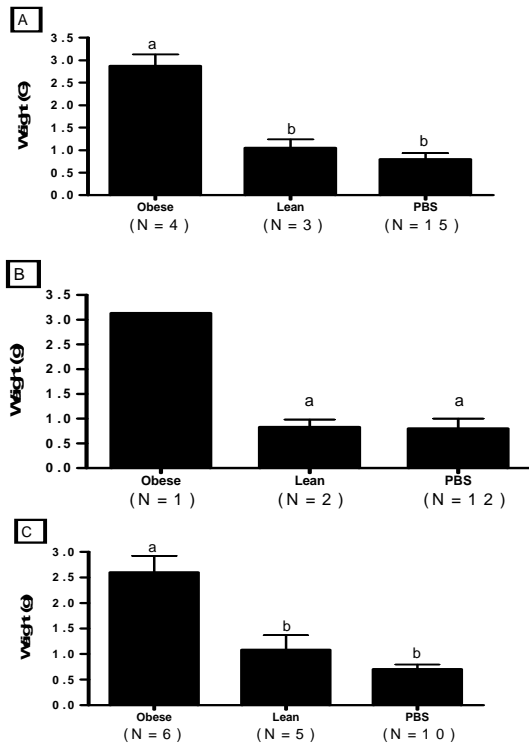 A
Weight (G)
3.5
3.0
2.5
2.0
1.5
1.0
0.5
0.0
a
b
b
Obese Lean PBS
(N=4) (N=3) (N=15)
B
Weight (g)
3.5
3.0
2.5
2.0
1.5
1.0
0.5
0.0
a
a
Obese Lean PBS
(N=1) (N=2) (N=12)
C
Weight (g)
3.0
2.5
2.0
1.5
1.0
0.5
0.0
a
b
b
Obese Lean PBS
(N=6) (N=5) (N=10)